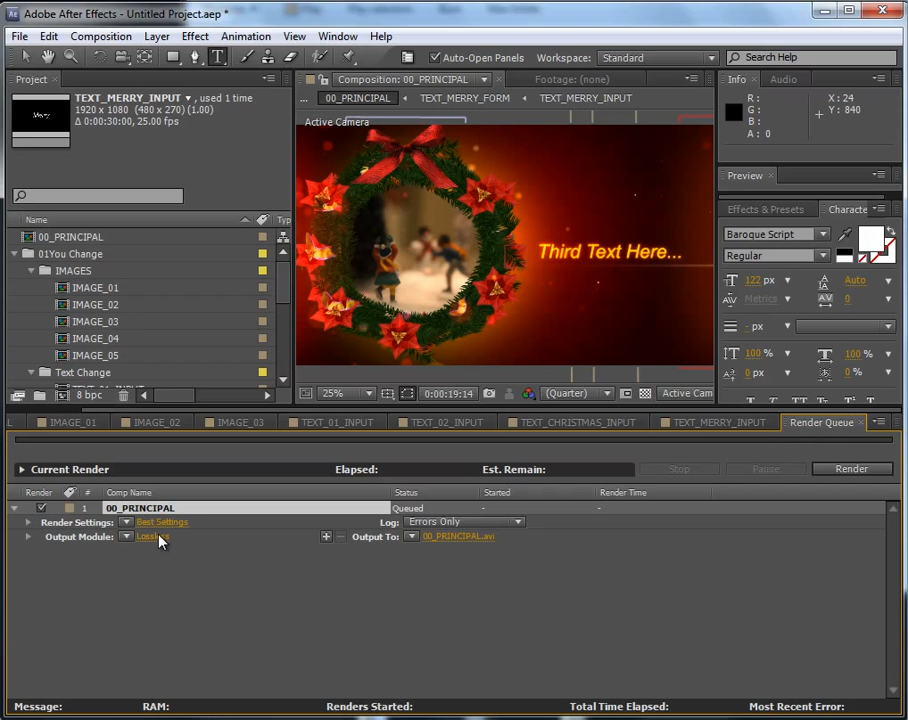 Adobe After Effects - Untitled Project.aep *
File Edit Composition Layer Effect Animation View Window Help
Auto-Open Panels Workspace: Standard Search Help
Project
Composition: 00_PRINCIPAL Footage: (none)
Info Audio
TEXT_MERRY_INPUT ▼, used 1 time
1920 x 1080 (480 x 270) (1.00)
Δ 0:00:30:00, 25.00 fps
... 00_PRINCIPAL TEXT_MERRY_FORM TEXT_MERRY_INPUT
Active Camera
R:
G:
B:
A: 0
X: 24
Y: 840
Merry
Preview
Name Typ
00_PRINCIPAL
01You Change
IMAGES
IMAGE_01
IMAGE_02
IMAGE_03
IMAGE_04
IMAGE_05
Text Change
8 bpc
Third Text Here...
25% 0:00:19:14 (Quarter) Active Cam
Effects & Presets Characte
Baroque Script
Regular
122 px Auto
Metrics 0
- px
100 % 100 %
0 px 0 %
L IMAGE_01 IMAGE_02 IMAGE_03 TEXT_01_INPUT TEXT_02_INPUT TEXT_CHRISTMAS_INPUT TEXT_MERRY_INPUT Render Queue
Current Render Elapsed: Est. Remain: Stop Pause Render
Render # Comp Name Status Started Render Time
1 00_PRINCIPAL Queued - -
Render Settings: Best Settings Log: Errors Only
Output Module: Lossless Output To: 00_PRINCIPAL.avi
Message: RAM: Renders Started: Total Time Elapsed: Most Recent Error: